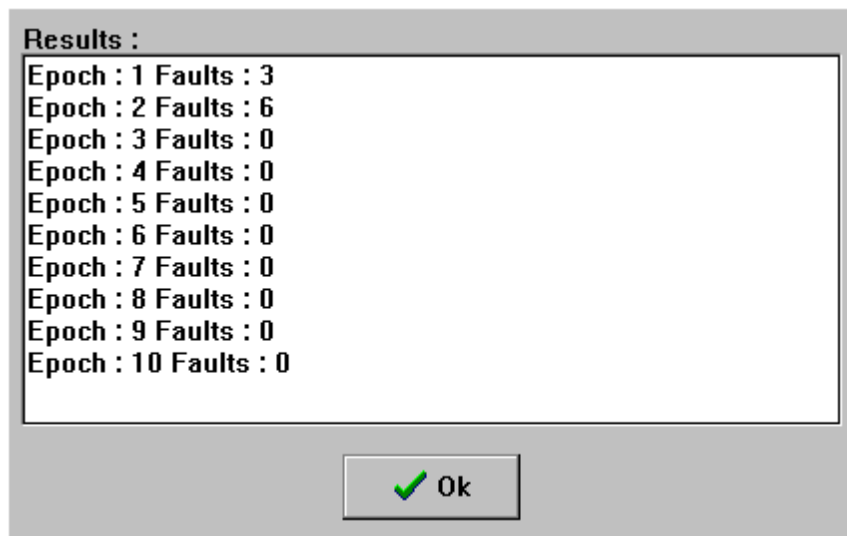 Results :
Epoch : 1 Faults : 3
Epoch : 2 Faults : 6
Epoch : 3 Faults : 0
Epoch : 4 Faults : 0
Epoch : 5 Faults : 0
Epoch : 6 Faults : 0
Epoch : 7 Faults : 0
Epoch : 8 Faults : 0
Epoch : 9 Faults : 0
Epoch : 10 Faults : 0
Ok